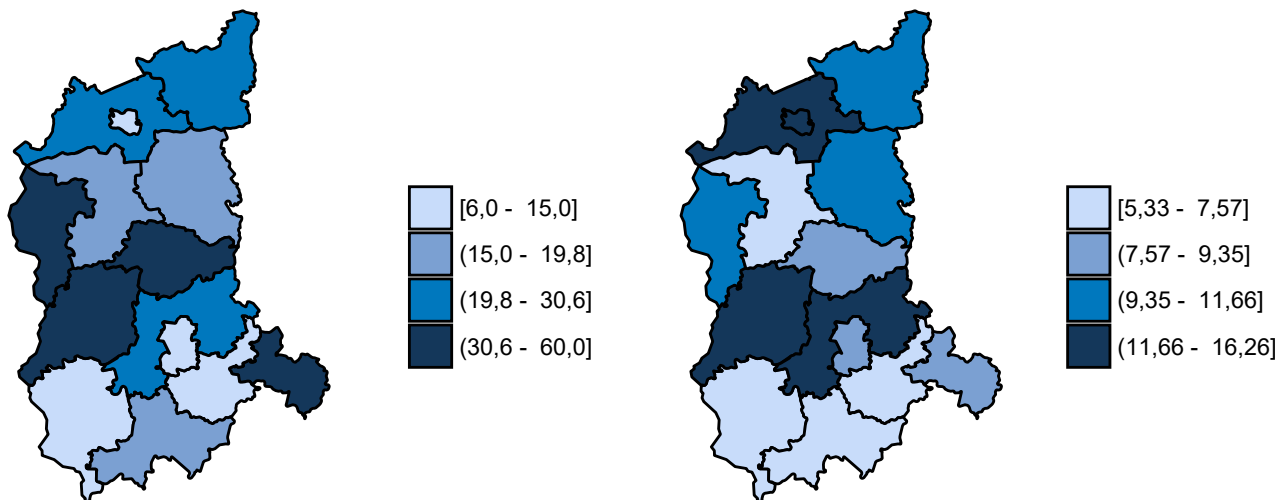 [6,0 -  15,0]
(15,0 -  19,8]
(19,8 -  30,6]
(30,6 -  60,0]
[5,33 -  7,57]
(7,57 -  9,35]
(9,35 -  11,66]
(11,66 -  16,26]